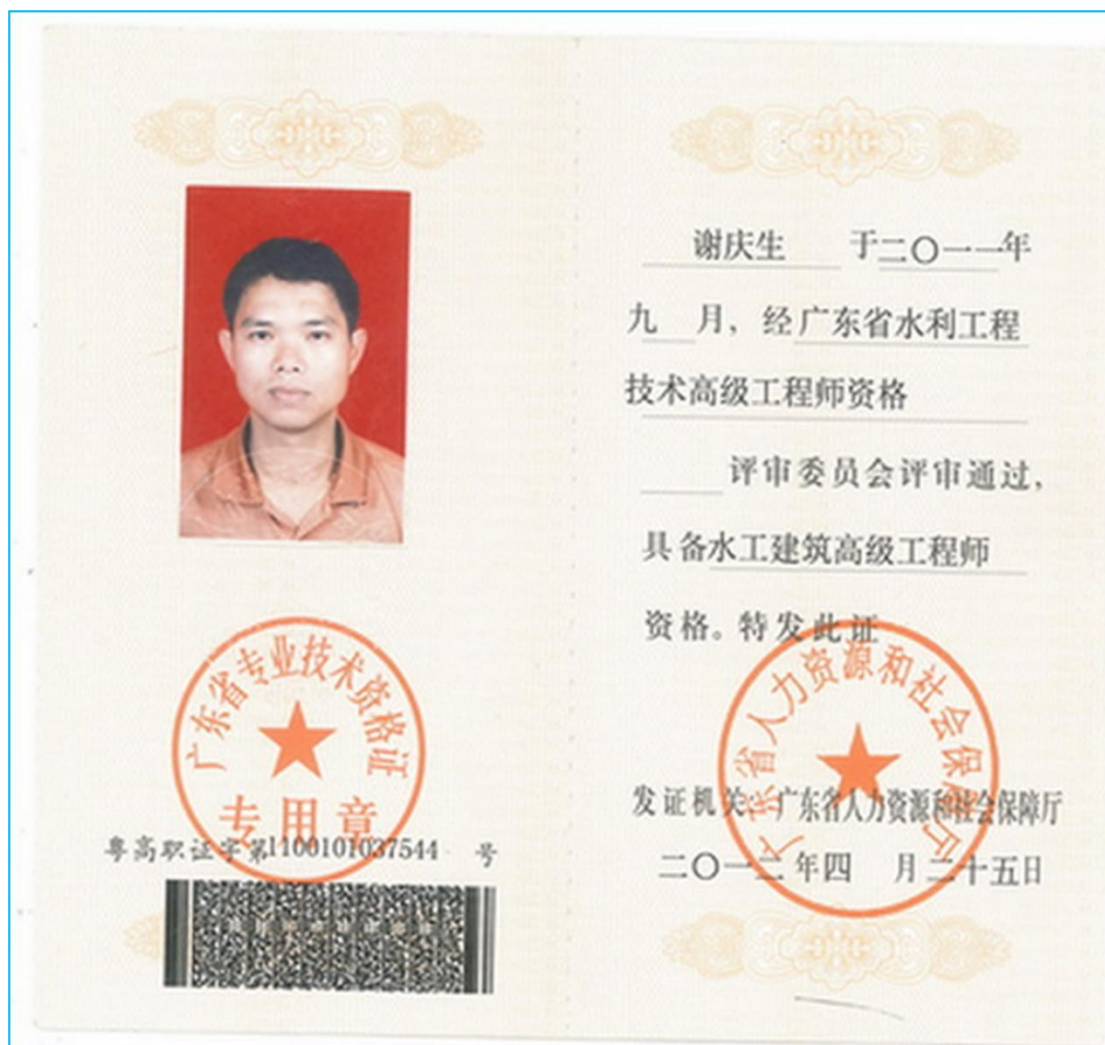 广东省专业技术资格证
专用章
粤高职证字第1100101037544 号
谢庆生 于二〇一一年
九 月，经广东省水利工程
技术高级工程师资格
评审委员会评审通过，
具备水工建筑高级工程师
资格。特发此证
广东省人力资源和社会保障厅
发证机关：广东省人力资源和社会保障厅
二〇一二年四 月二十五日